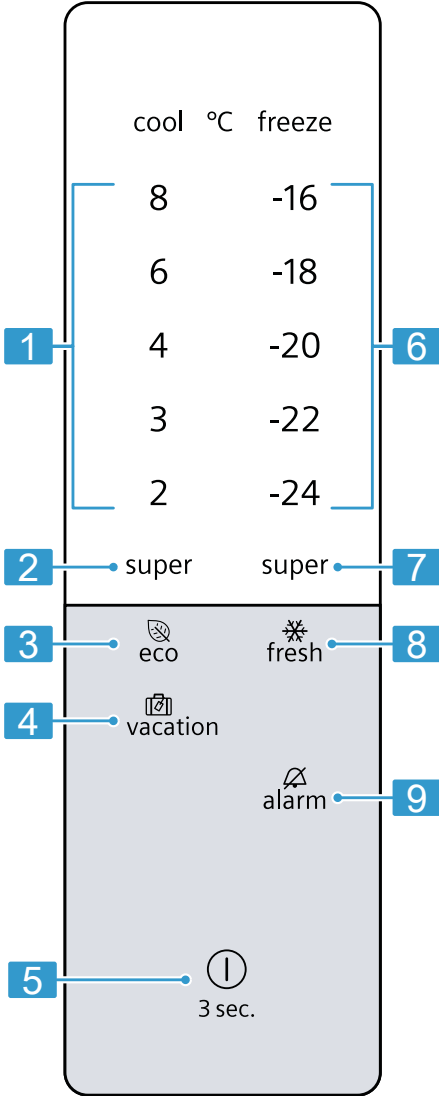 cool °C freeze
8 -16
6 -18
1 4 -20 6
3 -22
2 -24
2 super super 7
3 eco fresh 8
4 vacation
alarm 9
5
3 sec.